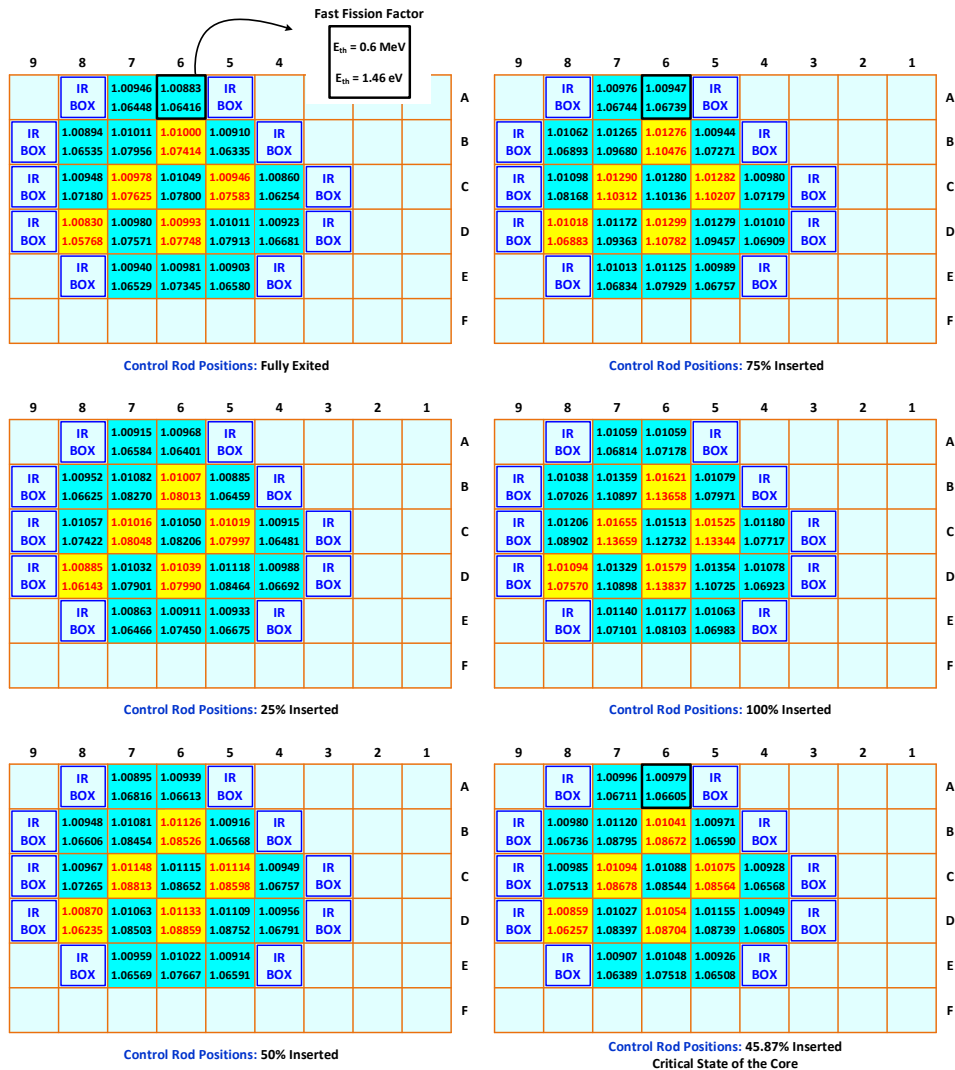 Fast Fission Factor
E_th = 0.6 MeV
E_th = 1.46 eV
9 8 7 6 5 4
IR 1.00946 1.00883 IR
BOX 1.06448 1.06416 BOX A
IR 1.00894 1.01011 1.01000 1.00910 IR
BOX 1.06535 1.07956 1.07414 1.06335 BOX B
1.00948 1.00978 1.01049 1.00946 1.00860 IR
IR BOX 1.07180 1.07625 1.07800 1.07583 1.06254 BOX C
IR 1.00830 1.00980 1.00993 1.01011 1.00923 IR
BOX 1.05768 1.07571 1.07748 1.07913 1.06681 BOX D
IR 1.00940 1.00981 1.00903 IR
BOX 1.06529 1.07345 1.06580 BOX E
F
Control Rod Positions: Fully Exited
9 8 7 6 5 4 3 2 1
IR 1.00976 1.00947 IR
BOX 1.06744 1.06739 BOX A
IR 1.01062 1.01265 1.01276 1.00944 IR
BOX 1.06893 1.09680 1.10476 1.07271 BOX B
IR 1.01098 1.01290 1.01280 1.01282 1.00980 IR
BOX 1.08168 1.10312 1.10136 1.10207 1.07179 BOX C
IR 1.01018 1.01172 1.01299 1.01279 1.01010 IR
BOX 1.06883 1.09363 1.10782 1.09457 1.06909 BOX D
IR 1.01013 1.01125 1.00989 IR
BOX 1.06834 1.07929 1.06757 BOX E
F
Control Rod Positions: 75% Inserted
9 8 7 6 5 4 3 2 1
IR 1.00915 1.00968 IR
BOX 1.06584 1.06401 BOX A
IR 1.00952 1.01082 1.01007 1.00885 IR
BOX 1.06625 1.08270 1.08013 1.06459 BOX B
IR 1.01057 1.01016 1.01050 1.01019 1.00915 IR
BOX 1.07422 1.08048 1.08206 1.07997 1.06481 BOX C
IR 1.00885 1.01032 1.01039 1.01118 1.00988 IR
BOX 1.06143 1.07901 1.07990 1.08464 1.06692 BOX D
IR 1.00863 1.00911 1.00933 IR
BOX 1.06466 1.07450 1.06675 BOX E
F
Control Rod Positions: 25% Inserted
9 8 7 6 5 4 3 2 1
IR 1.01059 1.01059 IR
BOX 1.06814 1.07178 BOX A
IR 1.01038 1.01359 1.01621 1.01079 IR
BOX 1.07026 1.10897 1.13658 1.07971 BOX B
IR 1.01206 1.01655 1.01513 1.01525 1.01180 IR
BOX 1.08902 1.13659 1.12732 1.13344 1.07717 BOX C
IR 1.01094 1.01329 1.01579 1.01354 1.01078 IR
BOX 1.07570 1.10898 1.13837 1.10725 1.06923 BOX D
IR 1.01140 1.01177 1.01063 IR
BOX 1.07101 1.08103 1.06983 BOX E
F
Control Rod Positions: 100% Inserted
9 8 7 6 5 4 3 2 1
IR 1.00895 1.00939 IR
BOX 1.06816 1.06613 BOX A
IR 1.00948 1.01081 1.01126 1.00916 IR
BOX 1.06606 1.08454 1.08526 1.06568 BOX B
IR 1.00967 1.01148 1.01115 1.01114 1.00949 IR
BOX 1.07265 1.08813 1.08652 1.08598 1.06757 BOX C
IR 1.00870 1.01063 1.01133 1.01109 1.00956 IR
BOX 1.06235 1.08503 1.08859 1.08752 1.06791 BOX D
IR 1.00959 1.01022 1.00914 IR
BOX 1.06569 1.07667 1.06591 BOX E
F
Control Rod Positions: 50% Inserted
9 8 7 6 5 4 3 2 1
IR 1.00996 1.00979 IR
BOX 1.06711 1.06605 BOX A
IR 1.00980 1.01120 1.01041 1.00971 IR
BOX 1.06736 1.08795 1.08672 1.06590 BOX B
IR 1.00985 1.01094 1.01088 1.01075 1.00928 IR
BOX 1.07513 1.08678 1.08544 1.08564 1.06568 BOX C
IR 1.00859 1.01027 1.01054 1.01155 1.00949 IR
BOX 1.06257 1.08397 1.08704 1.08739 1.06805 BOX D
IR 1.00907 1.01048 1.00926 IR
BOX 1.06389 1.07518 1.06508 BOX E
F
Control Rod Positions: 45.87% Inserted
Critical State of the Core